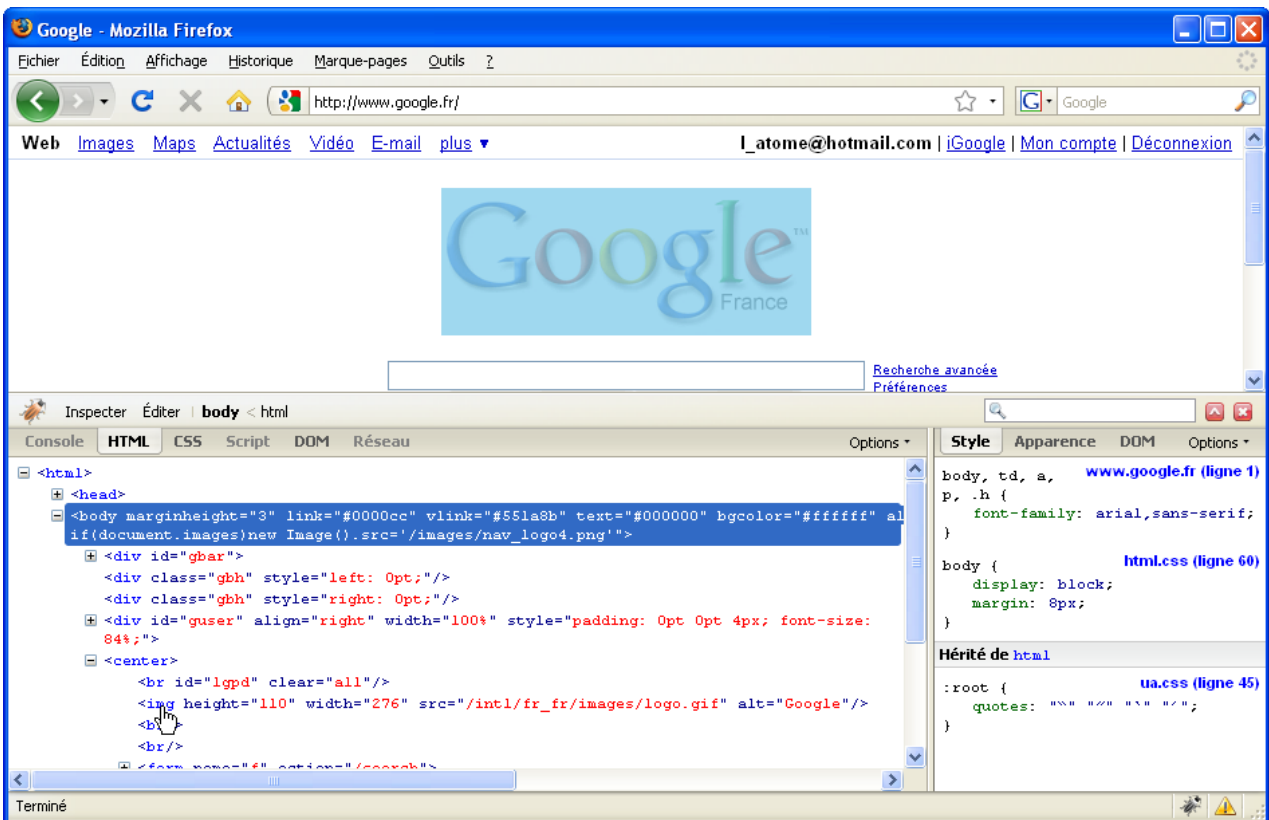 Google - Mozilla Firefox
Fichier Édition Affichage Historique Marque-pages Outils ?
http://www.google.fr/
G Google
Web Images Maps Actualités Vidéo E-mail plus ▼ l_atome@hotmail.com | iGoogle | Mon compte | Déconnexion
Google™
France
Recherche avancée
Préférences
Inspecter Éditer | body < html
Console HTML CSS Script DOM Réseau Options
Style Apparence DOM Options
<html>
<head>
<body marginheight="3" link="#0000cc" vlink="#551a8b" text="#000000" bgcolor="#ffffff" al
if(document.images)new Image().src='/images/nav_logo4.png'">
<div id="gbar">
<div class="gbh" style="left: 0pt;"/>
<div class="gbh" style="right: 0pt;"/>
<div id="guser" align="right" width="100%" style="padding: 0pt 0pt 4px; font-size:
84%;">
<center>
<br id="lgpd" clear="all"/>
<img height="110" width="276" src="/intl/fr_fr/images/logo.gif" alt="Google"/>
<br/>
<form name="f" action="/search">
body, td, a, www.google.fr (ligne 1)
p, .h {
font-family: arial,sans-serif;
}
body { html.css (ligne 60)
display: block;
margin: 8px;
}
Hérité de html
:root { ua.css (ligne 45)
quotes:
}
Terminé